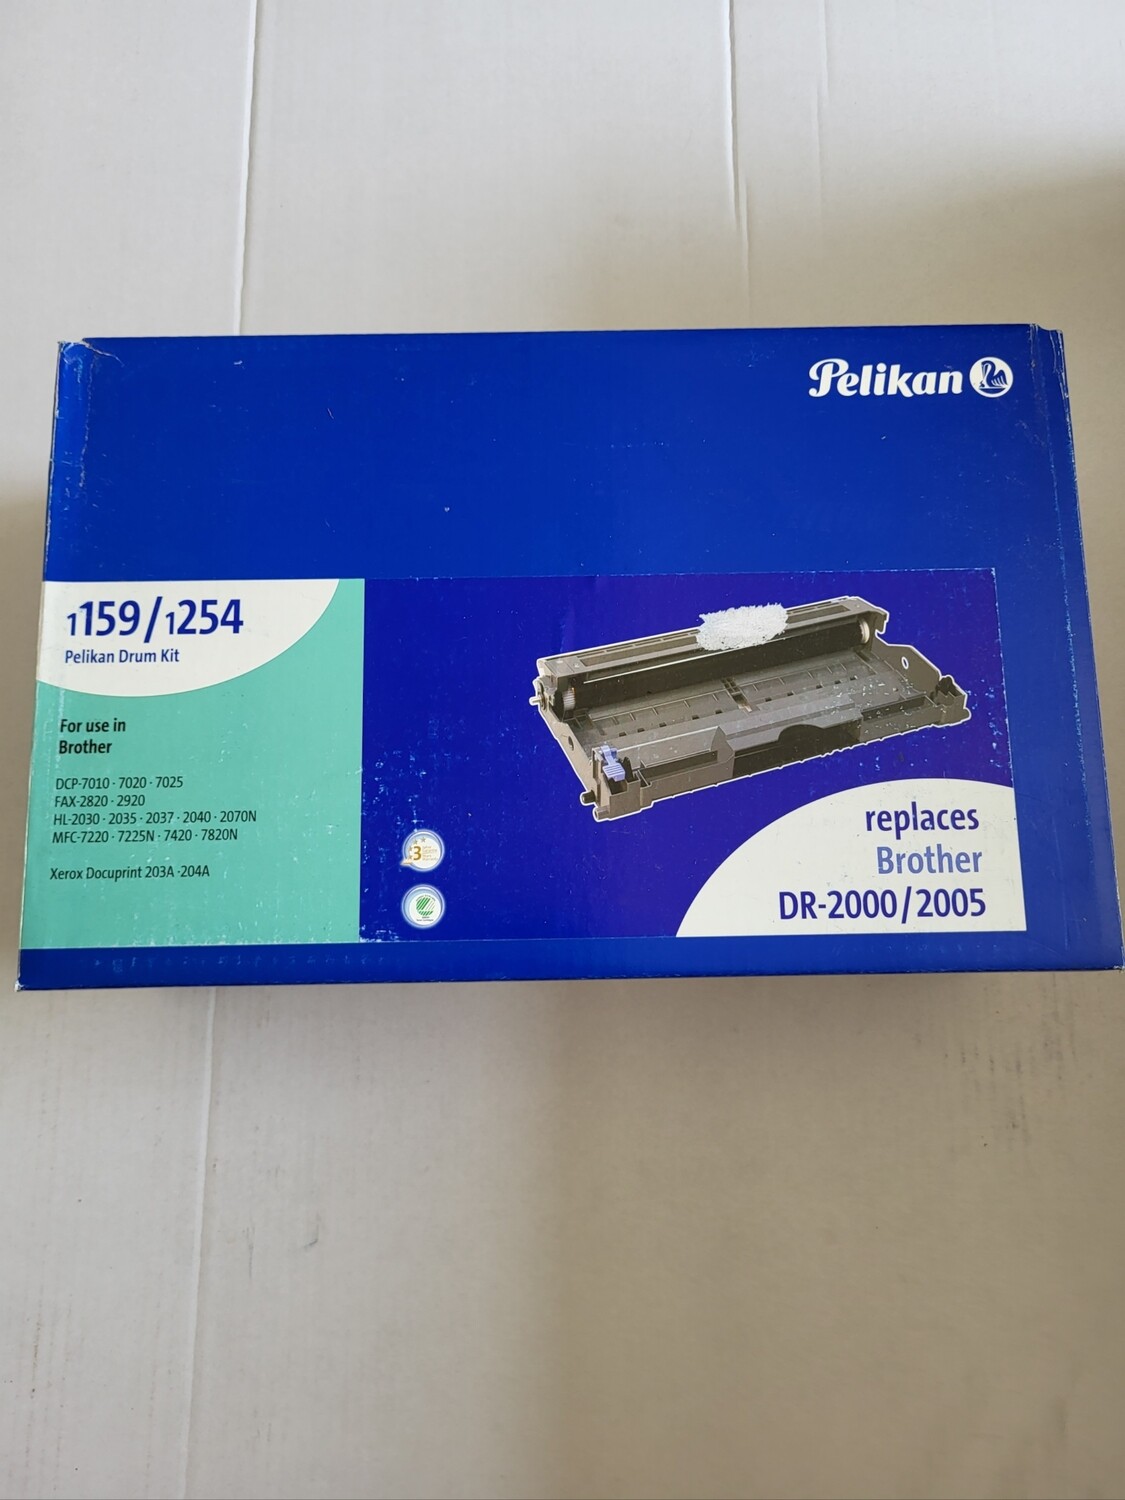 Pelikan
1159/1254
Pelikan Drum Kit
For use in
Brother
DCP-7010 · 7020 · 7025
FAX-2820 · 2920
HL-2030 · 2035 · 2037 · 2040 · 2070N
MFC-7220 · 7225N · 7420 · 7820N
Xerox Docuprint 203A ·204A
3
replaces
Brother
DR-2000/2005